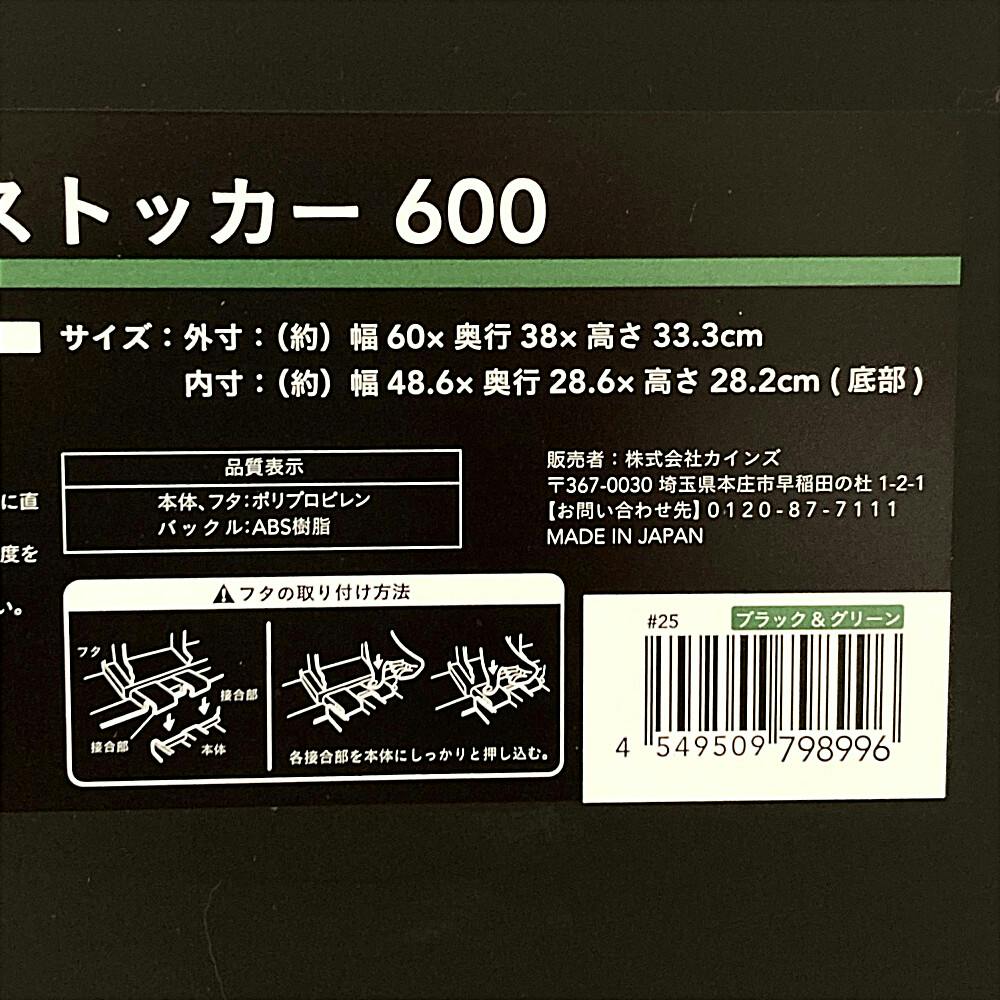 ストッカー 600
サイズ：外寸：（約）幅 60× 奥行 38× 高さ 33.3cm
内寸：（約）幅 48.6× 奥行 28.6× 高さ 28.2cm ( 底部 )
品質表示
本体、フタ：ポリプロピレン
バックル：ABS樹脂
に直
度を
い。
販売者：株式会社カインズ
〒367-0030 埼玉県本庄市早稲田の杜 1-2-1
【お問い合わせ先】0120-87-7111
MADE IN JAPAN
フタの取り付け方法
フタ
接合部
接合部
本体
各接合部を本体にしっかりと押し込む。
#25 ブラック＆グリーン
4 549509 798996